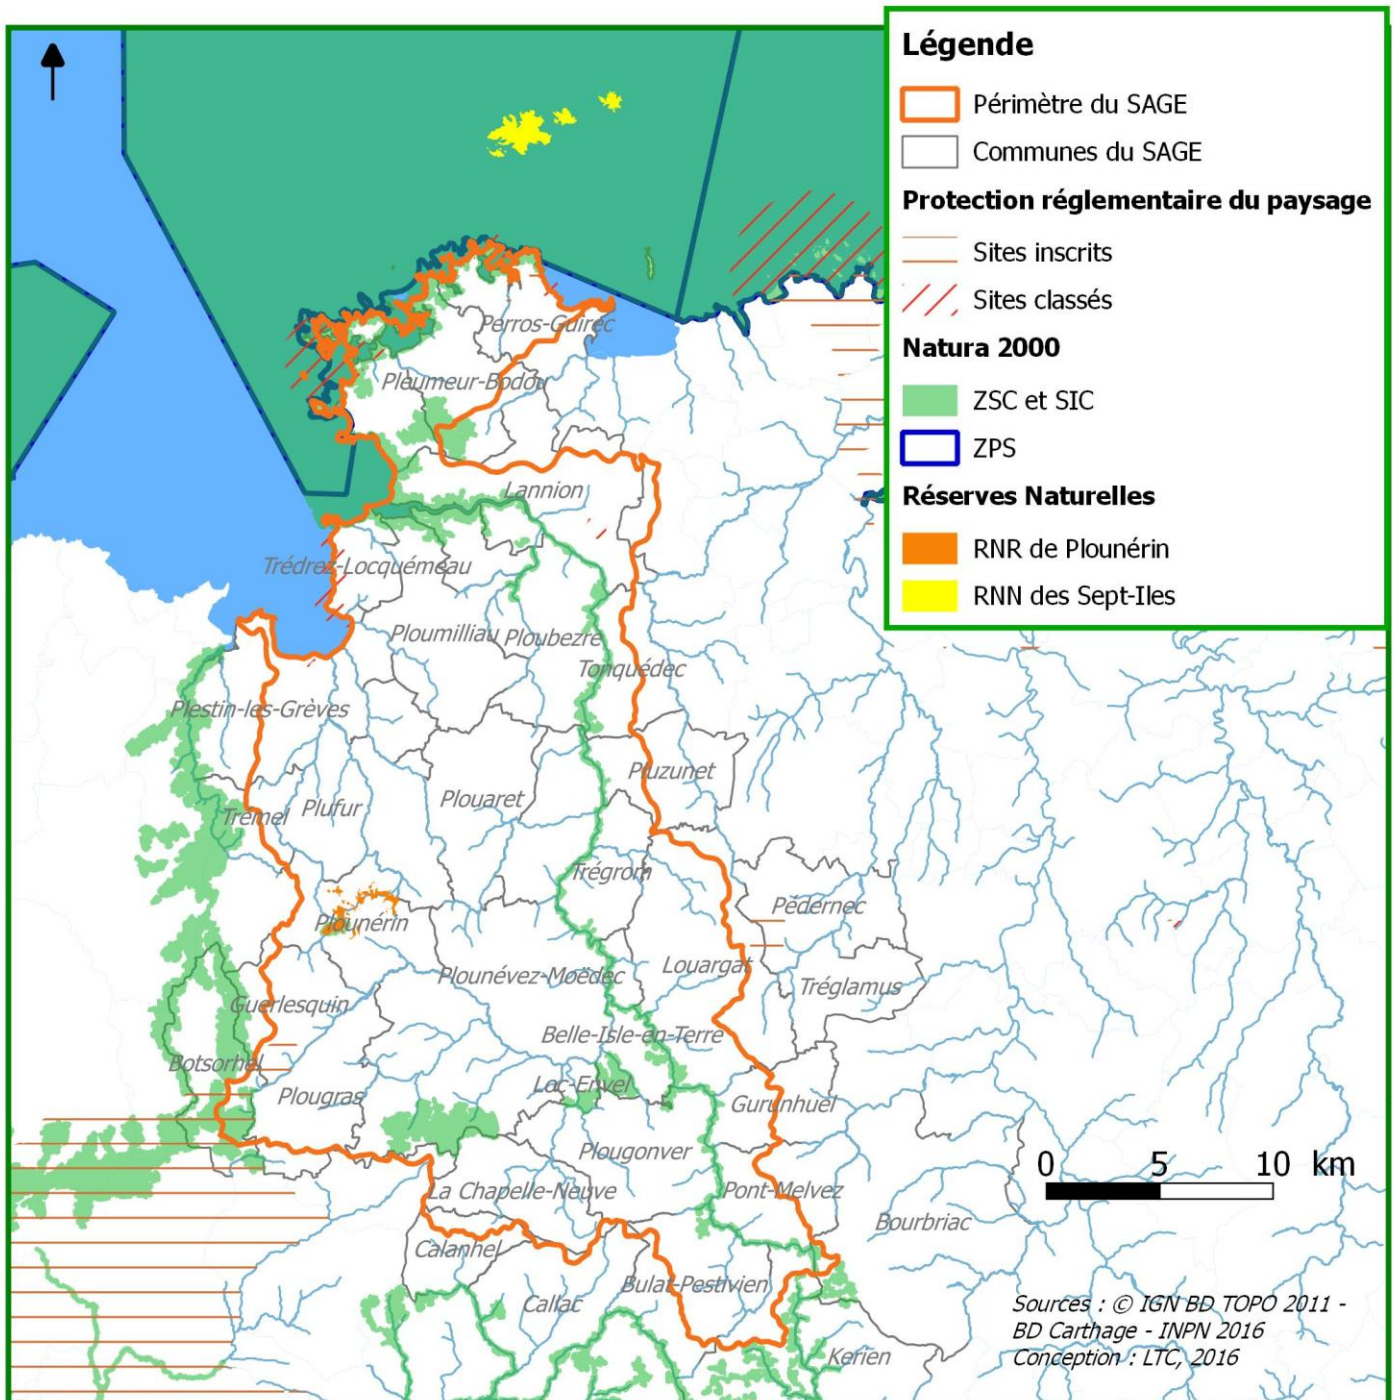 Légende
Périmètre du SAGE
Communes du SAGE
Protection réglementaire du paysage
Sites inscrits
Sites classés
Natura 2000
ZSC et SIC
ZPS
Réserves Naturelles
RNR de Plounérin
RNN des Sept-Iles
Perros-Guirec
Pleumeur-Bodou
Lannion
Trédrez-Locquémeau
Ploumilliau
Ploubezre
Tonquédec
Plestin-les-Grèves
Pluzunet
Plouaret
Plufur
Trémel
Trégrom
Pédernec
Plounérin
Louargat
Plounévez-Moëdec
Tréglamus
Guerlesquin
Belle-Isle-en-Terre
Botsorhel
Loc-Envel
Plougras
Gurunhuel
Plougonver
La Chapelle-Neuve
Pont-Melvez
Bourbriac
Calanhel
Bulat-Pestivien
Callac
Kerien
0 5 10 km
Sources : © IGN BD TOPO 2011 -
BD Carthage - INPN 2016
Conception : LTC, 2016